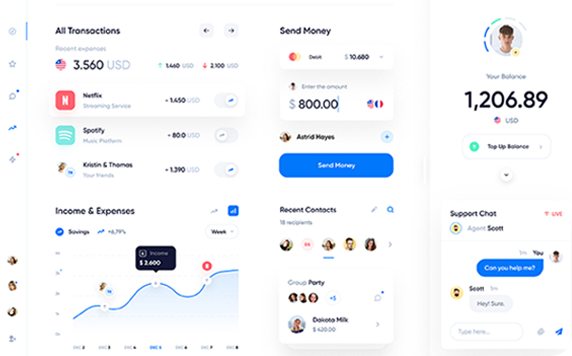 All Transactions
Recent expenses
3.560 USD
1.460 USD
2.100 USD
Netflix
Streaming Service
- 1.450 USD
Spotify
Music Platform
- 80.0 USD
Kristin & Thomas
Your friends
- 1.390 USD
Income & Expenses
Savings
+6,79%
Week
Income
$ 2.600
DEC 2
DEC 3
DEC 4
DEC 5
DEC 6
DEC 7
DEC 8
Send Money
Debit
$ 10.680
Enter the amount
$ 800.00
Astrid Hayes
Send Money
Recent Contacts
18 recipients
Group Party
+5
Dakota Milk
$ 420.00
Your Balance
1,206.89
USD
Top Up Balance
Support Chat
LIVE
Agent Scott
1m You
Can you help me?
Scott 1m
Hey! Sure.
Type here...